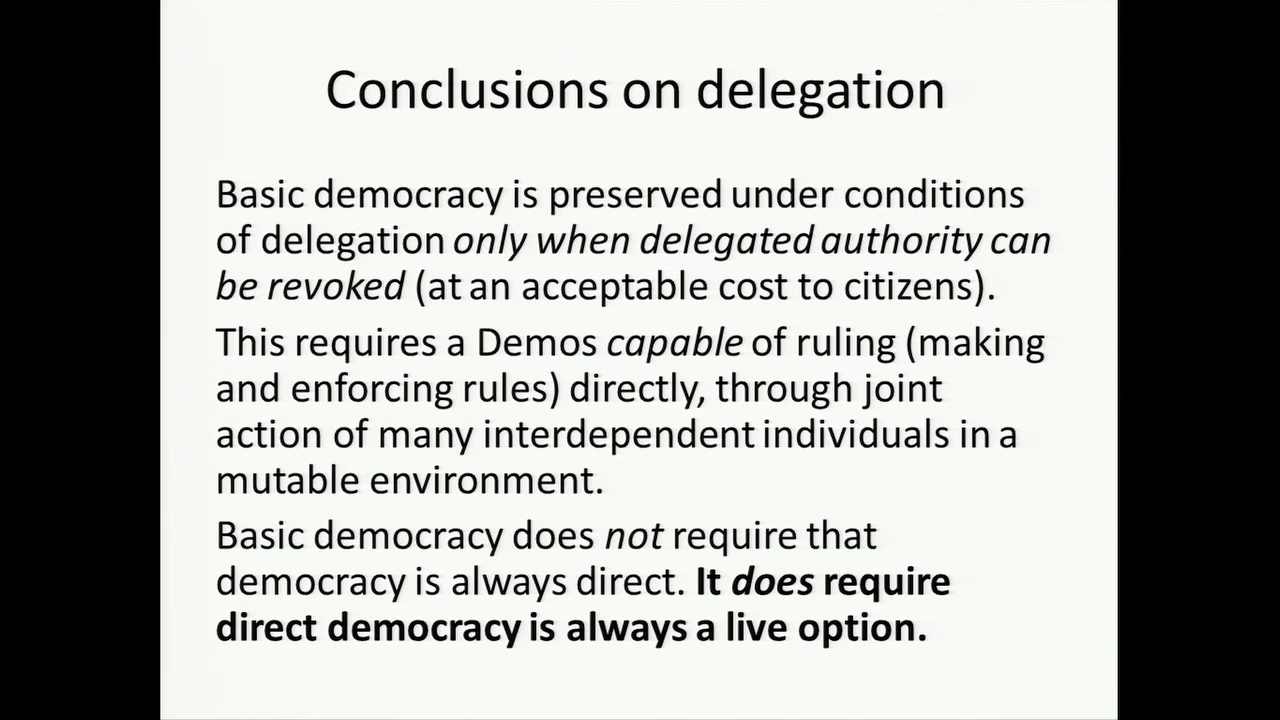 Conclusions on delegation
Basic democracy is preserved under conditions
of delegation only when delegated authority can
be revoked (at an acceptable cost to citizens).
This requires a Demos capable of ruling (making
and enforcing rules) directly, through joint
action of many interdependent individuals in a
mutable environment.
Basic democracy does not require that
democracy is always direct. It does require
direct democracy is always a live option.